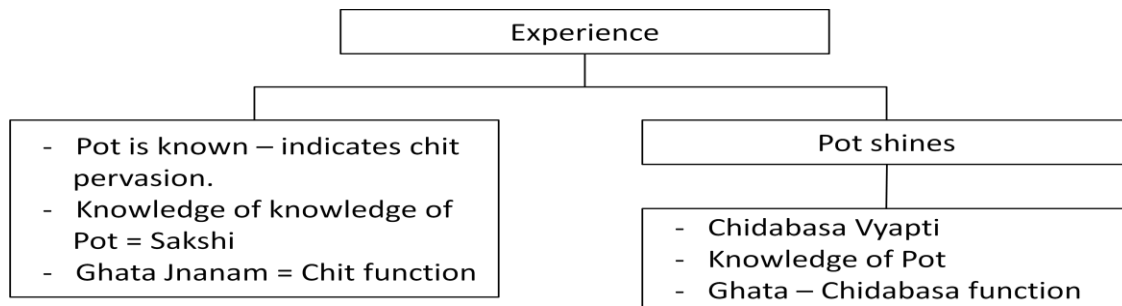 Experience
- Pot is known – indicates chit
pervasion.
- Knowledge of knowledge of
Pot = Sakshi
- Ghata Jnanam = Chit function
Pot shines
- Chidabasa Vyapti
- Knowledge of Pot
- Ghata – Chidabasa function